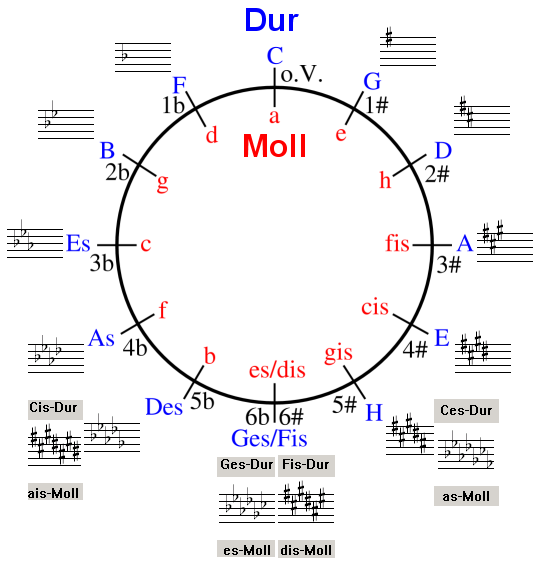 Dur
C
o.V.
F
G
1b
1#
a
d
e
Moll
B
D
2b
2#
g
h
Es
c
fis
A
3b
3#
f
cis
As
E
4b
4#
b
es/dis
gis
Des
5b
6b
6#
5#
H
Ges/Fis
Cis-Dur
Ces-Dur
Ges-Dur
Fis-Dur
ais-Moll
as-Moll
es-Moll
dis-Moll